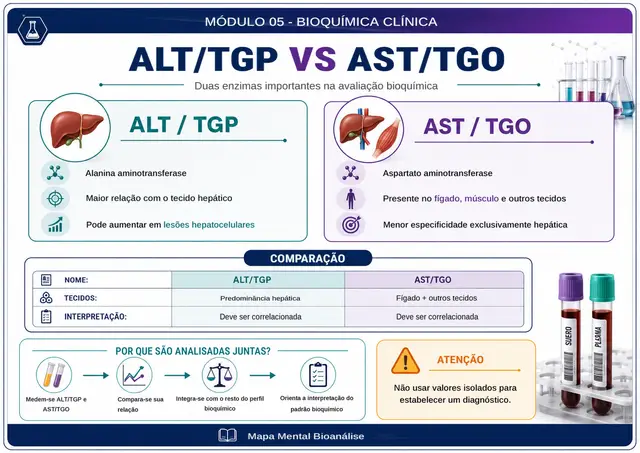 MÓDULO 05 - BIOQUÍMICA CLÍNICA
ALT/TGP VS AST/TGO
Duas enzimas importantes na avaliação bioquímica
ALT / TGP
Alanina aminotransferase
Maior relação com o tecido hepático
Pode aumentar em lesões hepatocelulares
AST / TGO
Aspartato aminotransferase
Presente no fígado, músculo e outros tecidos
Menor especificidade exclusivamente hepática
COMPARAÇÃO
NOME: ALT/TGP AST/TGO
TECIDOS: Predominância hepática Fígado + outros tecidos
INTERPRETAÇÃO: Deve ser correlacionada Deve ser correlacionada
POR QUE SÃO ANALISADAS JUNTAS?
Medem-se ALT/TGP e
AST/TGO
Compara-se sua
relação
Integra-se com o resto do perfil
bioquímico
Orienta a interpretação do
padrão bioquímico
ATENÇÃO
Não usar valores isolados para
estabelecer um diagnóstico.
SUERO
PLASMA
Mapa Mental Bioanálise